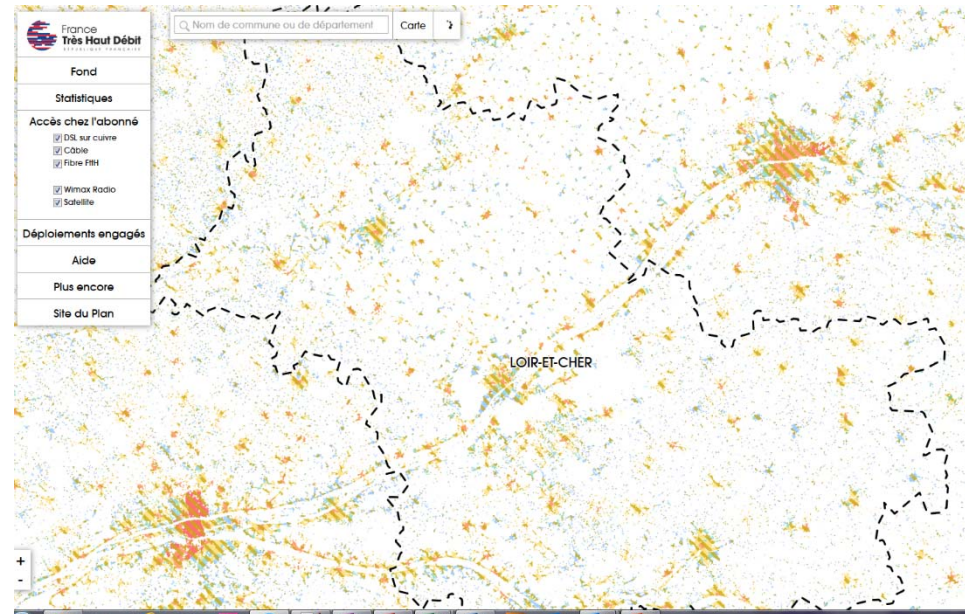 France
Très Haut Débit
RÉPUBLIQUE FRANÇAISE
Nom de commune ou de département
Carte
Fond
Statistiques
Accès chez l'abonné
DSL sur cuivre
Câble
Fibre FttH
Wimax Radio
Satellite
Déploiements engagés
Aide
Plus encore
Site du Plan
LOIR-ET-CHER
+
-